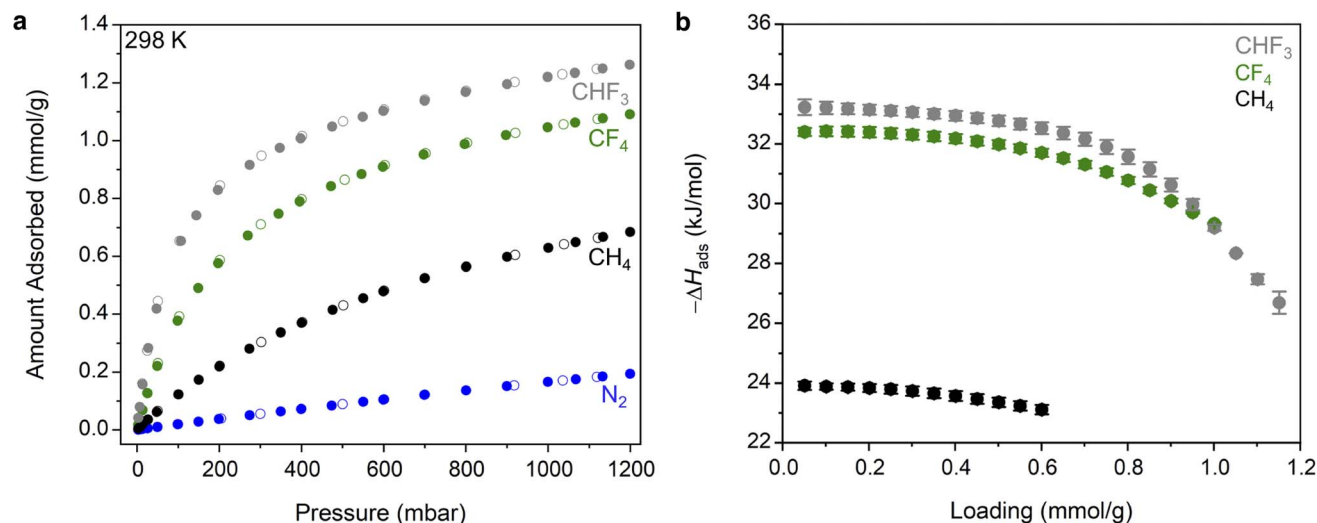 a
298 K
1.4
1.2
1.0
0.8
0.6
0.4
0.2
0.0
Amount Adsorbed (mmol/g)
CHF₃
CF₄
CH₄
N₂
0 200 400 600 800 1000 1200
Pressure (mbar)
b
36
34
32
30
28
26
24
22
−ΔH_ads (kJ/mol)
CHF₃
CF₄
CH₄
0.0 0.2 0.4 0.6 0.8 1.0 1.2
Loading (mmol/g)